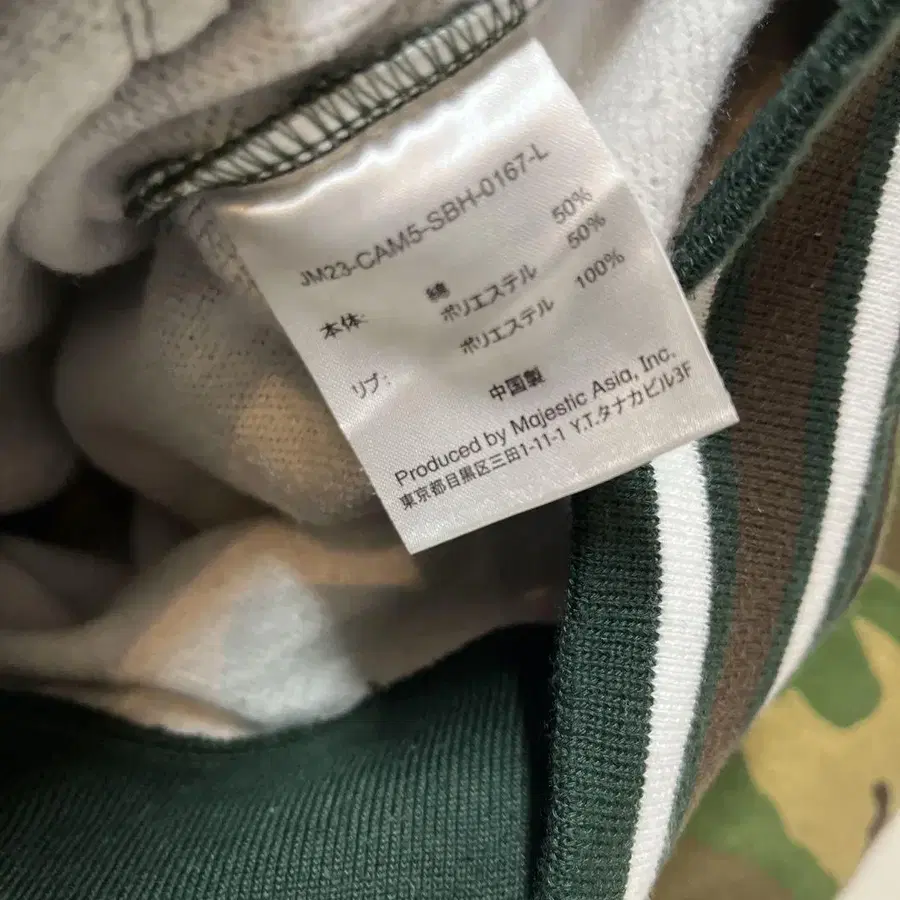 JM23-CAM5-SBH-0167-L
本体: 綿 50%
ポリエステル 50%
リブ: ポリエステル 100%
中国製
Produced by Majestic Asia, Inc.
東京都目黒区三田1-11-1 Y.T.タナカビル3F